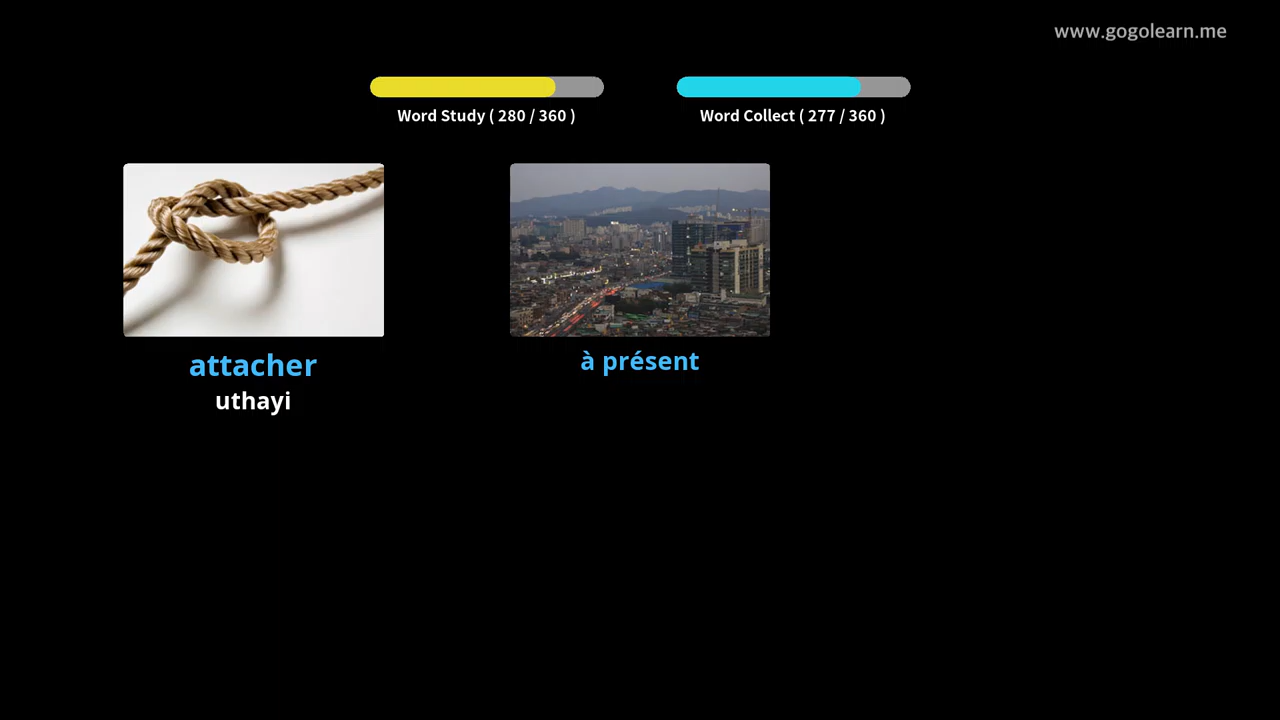 www.gogolearn.me
Word Study ( 280 / 360 )
Word Collect ( 277 / 360 )
attacher
uthayi
à présent